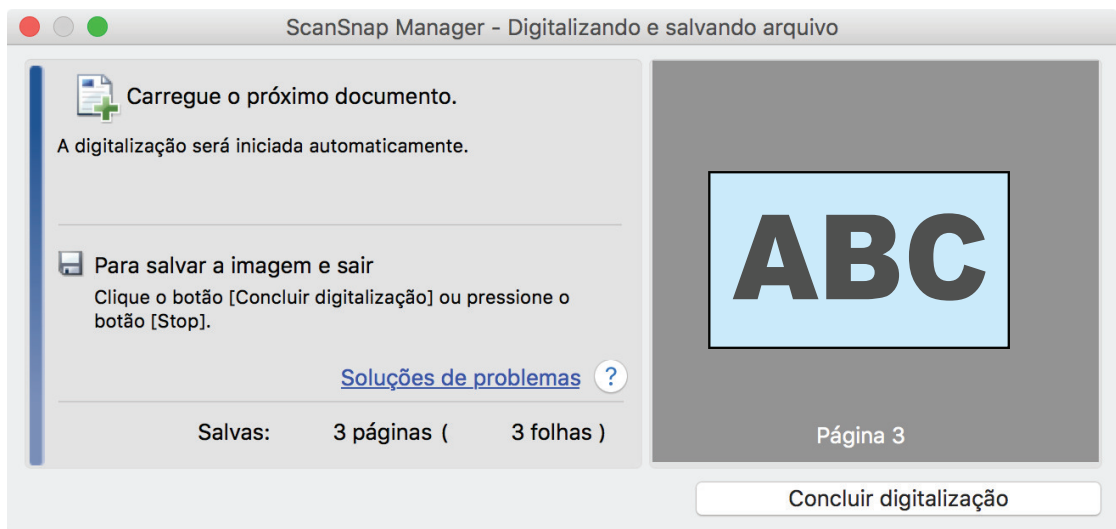 ScanSnap Manager - Digitalizando e salvando arquivo
Carregue o próximo documento.
A digitalização será iniciada automaticamente.
Para salvar a imagem e sair
Clique o botão [Concluir digitalização] ou pressione o
botão [Stop].
Soluções de problemas ?
Salvas: 3 páginas ( 3 folhas )
ABC
Página 3
Concluir digitalização